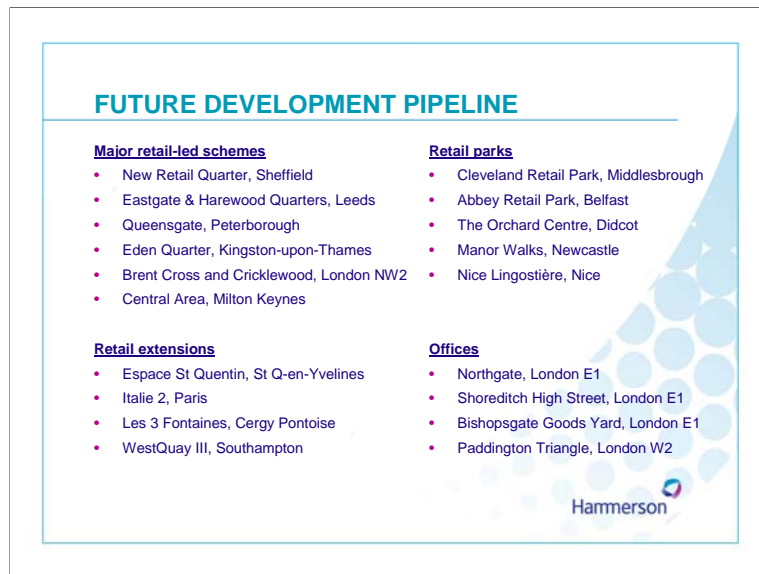 FUTURE DEVELOPMENT PIPELINE
Major retail-led schemes
• New Retail Quarter, Sheffield
• Eastgate & Harewood Quarters, Leeds
• Queensgate, Peterborough
• Eden Quarter, Kingston-upon-Thames
• Brent Cross and Cricklewood, London NW2
• Central Area, Milton Keynes
Retail parks
• Cleveland Retail Park, Middlesbrough
• Abbey Retail Park, Belfast
• The Orchard Centre, Didcot
• Manor Walks, Newcastle
• Nice Lingostière, Nice
Retail extensions
• Espace St Quentin, St Q-en-Yvelines
• Italie 2, Paris
• Les 3 Fontaines, Cergy Pontoise
• WestQuay III, Southampton
Offices
• Northgate, London E1
• Shoreditch High Street, London E1
• Bishopsgate Goods Yard, London E1
• Paddington Triangle, London W2
Hammerson